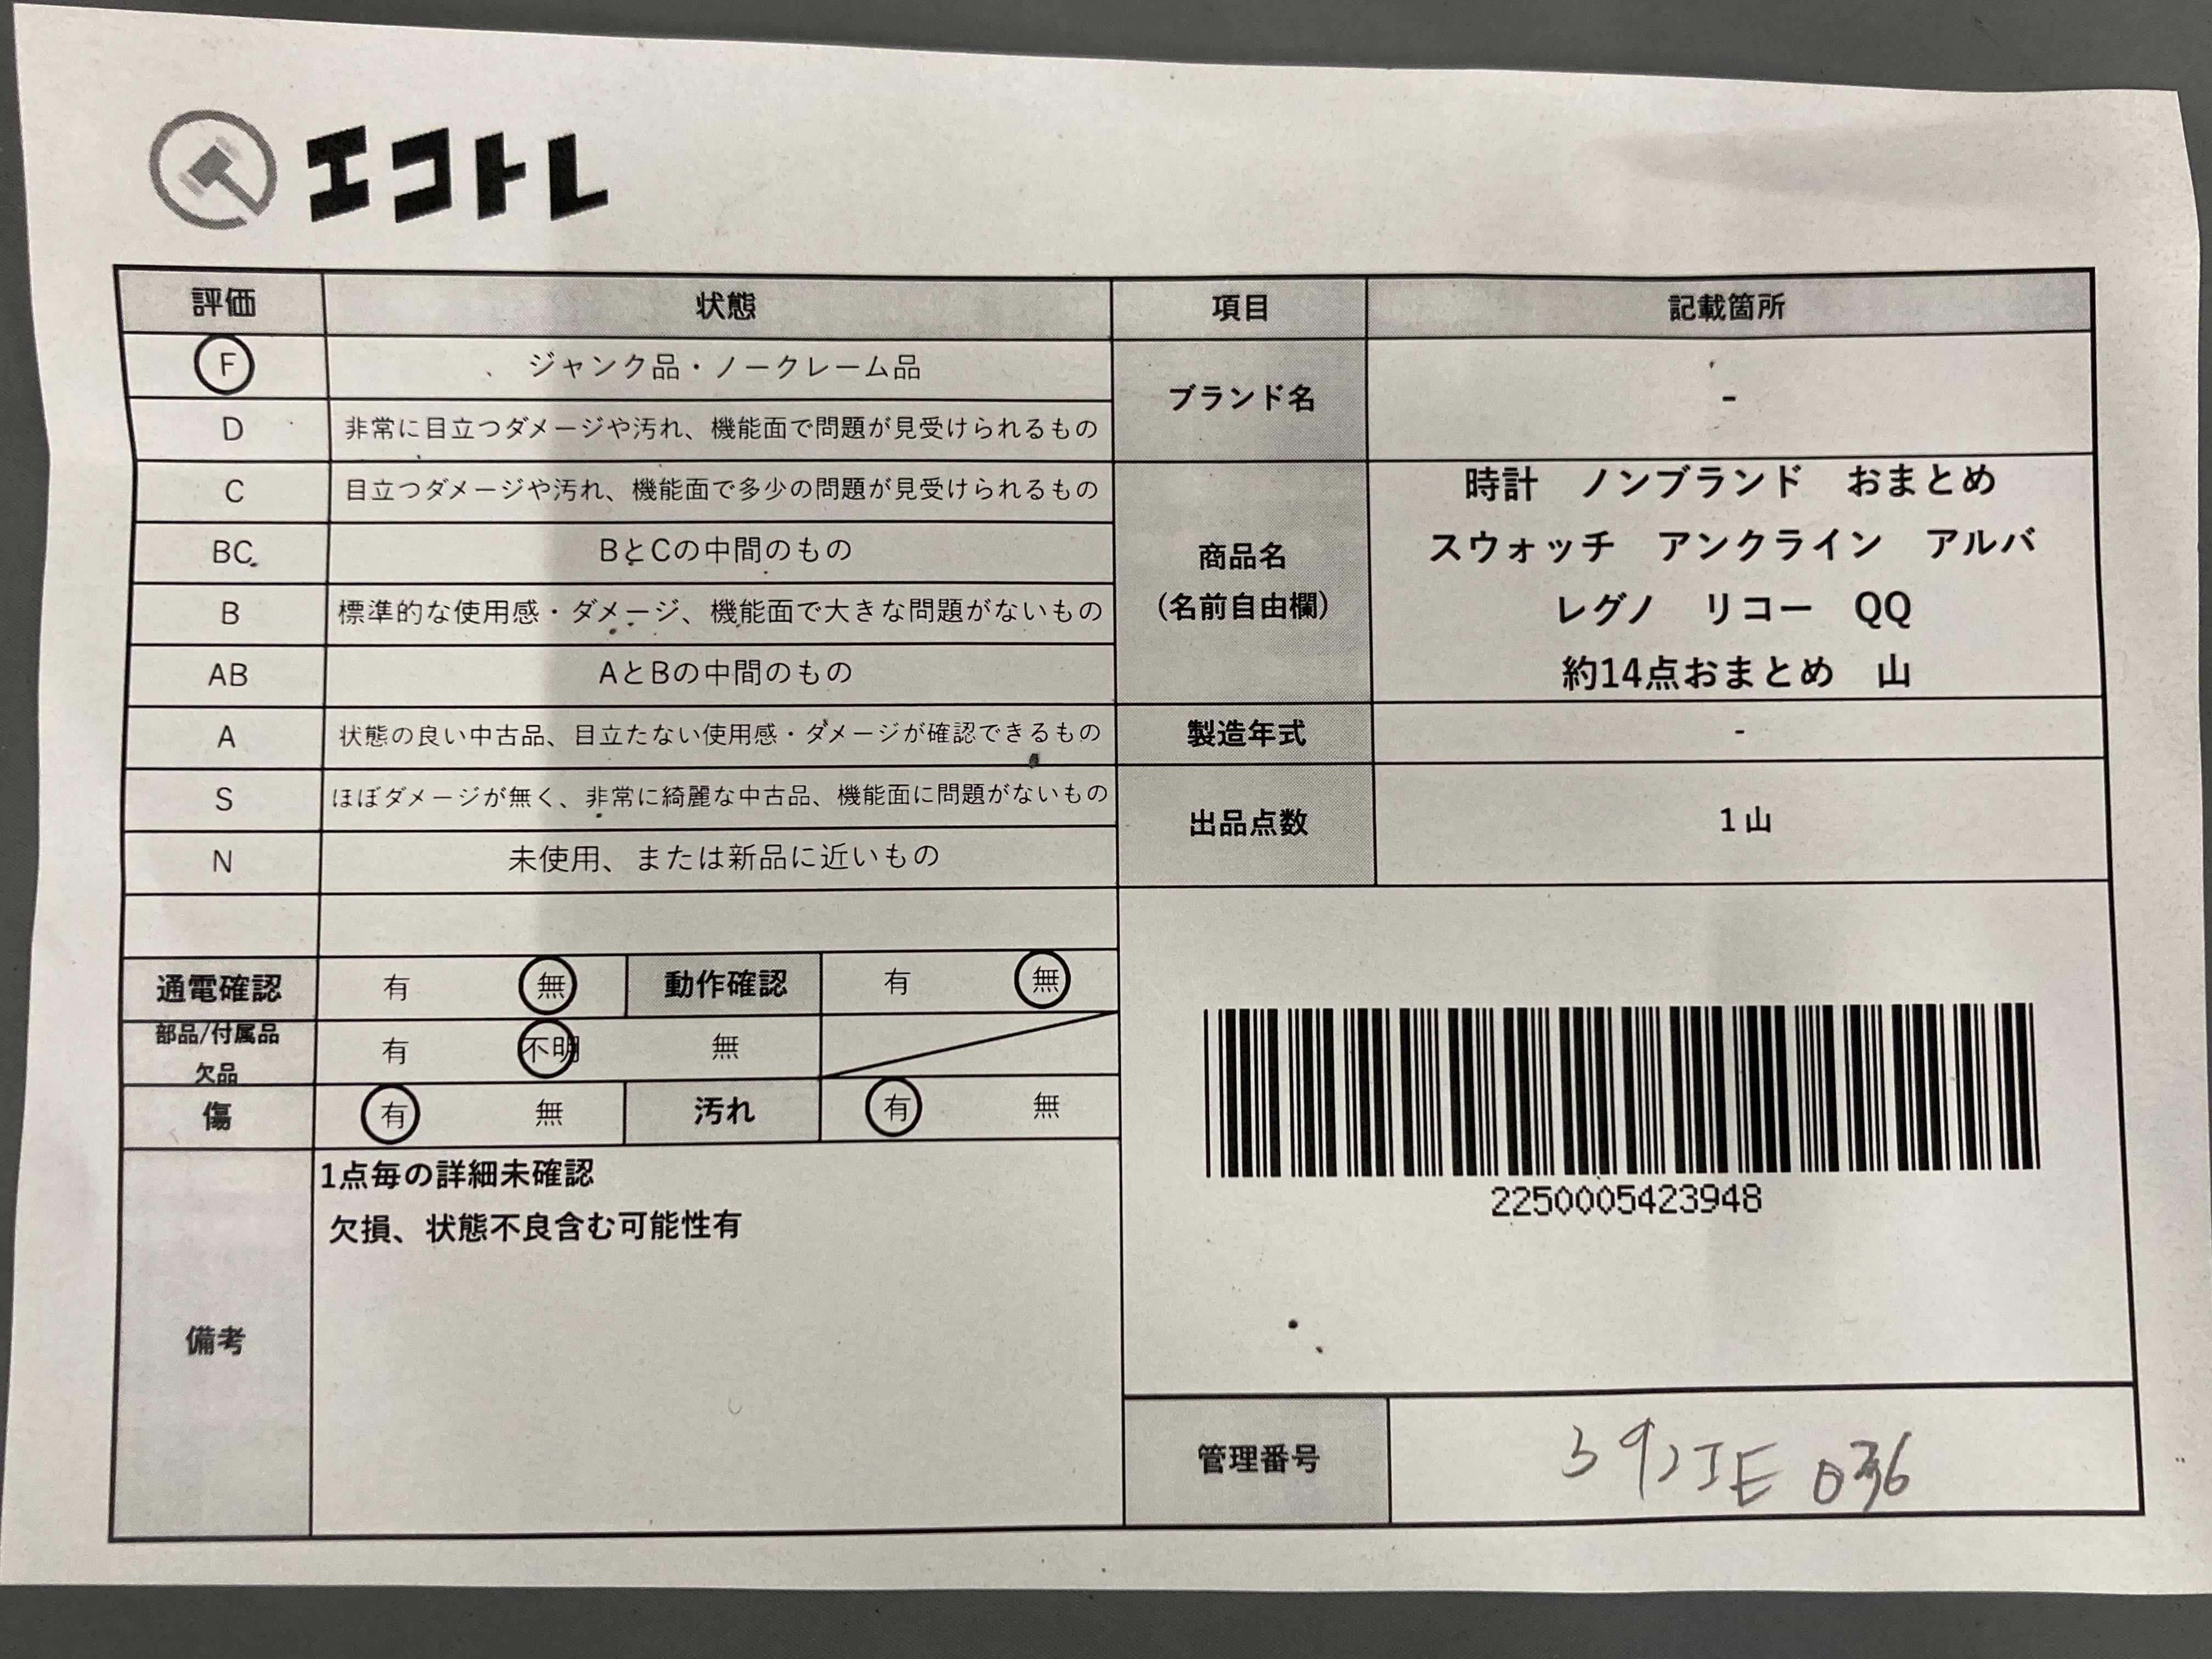 エコトレ
評価 状態 項目 記載箇所
F ジャンク品・ノークレーム品
D 非常に目立つダメージや汚れ、機能面で問題が見受けられるもの
ブランド名 -
C 目立つダメージや汚れ、機能面で多少の問題が見受けられるもの
BC BとCの中間のもの
B 標準的な使用感・ダメージ、機能面で大きな問題がないもの
AB AとBの中間のもの
商品名
(名前自由欄)
時計 ノンブランド おまとめ
スウォッチ アンクライン アルバ
レグノ リコー QQ
約14点おまとめ 山
A 状態の良い中古品、目立たない使用感・ダメージが確認できるもの
製造年式 -
S ほぼダメージが無く、非常に綺麗な中古品、機能面に問題がないもの
N 未使用、または新品に近いもの
出品点数 1山
通電確認 有 無 動作確認 有 無
部品/付属品
欠品
有 不明 無
傷 有 無 汚れ 有 無
備考
1点毎の詳細未確認
欠損、状態不良含む可能性有
2250005423948
管理番号